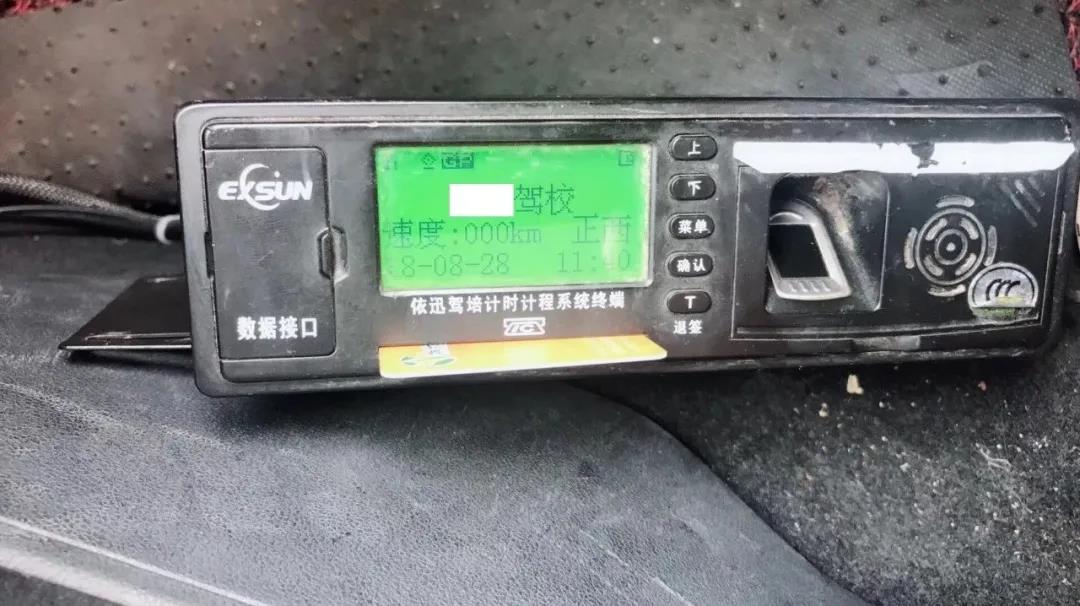 EXSUN
数据接口
GP
驾校
速度:000km 正西
8-08-28 11:40
依迅驾培计时计程系统终端
上
下
菜单
确认
T
退签